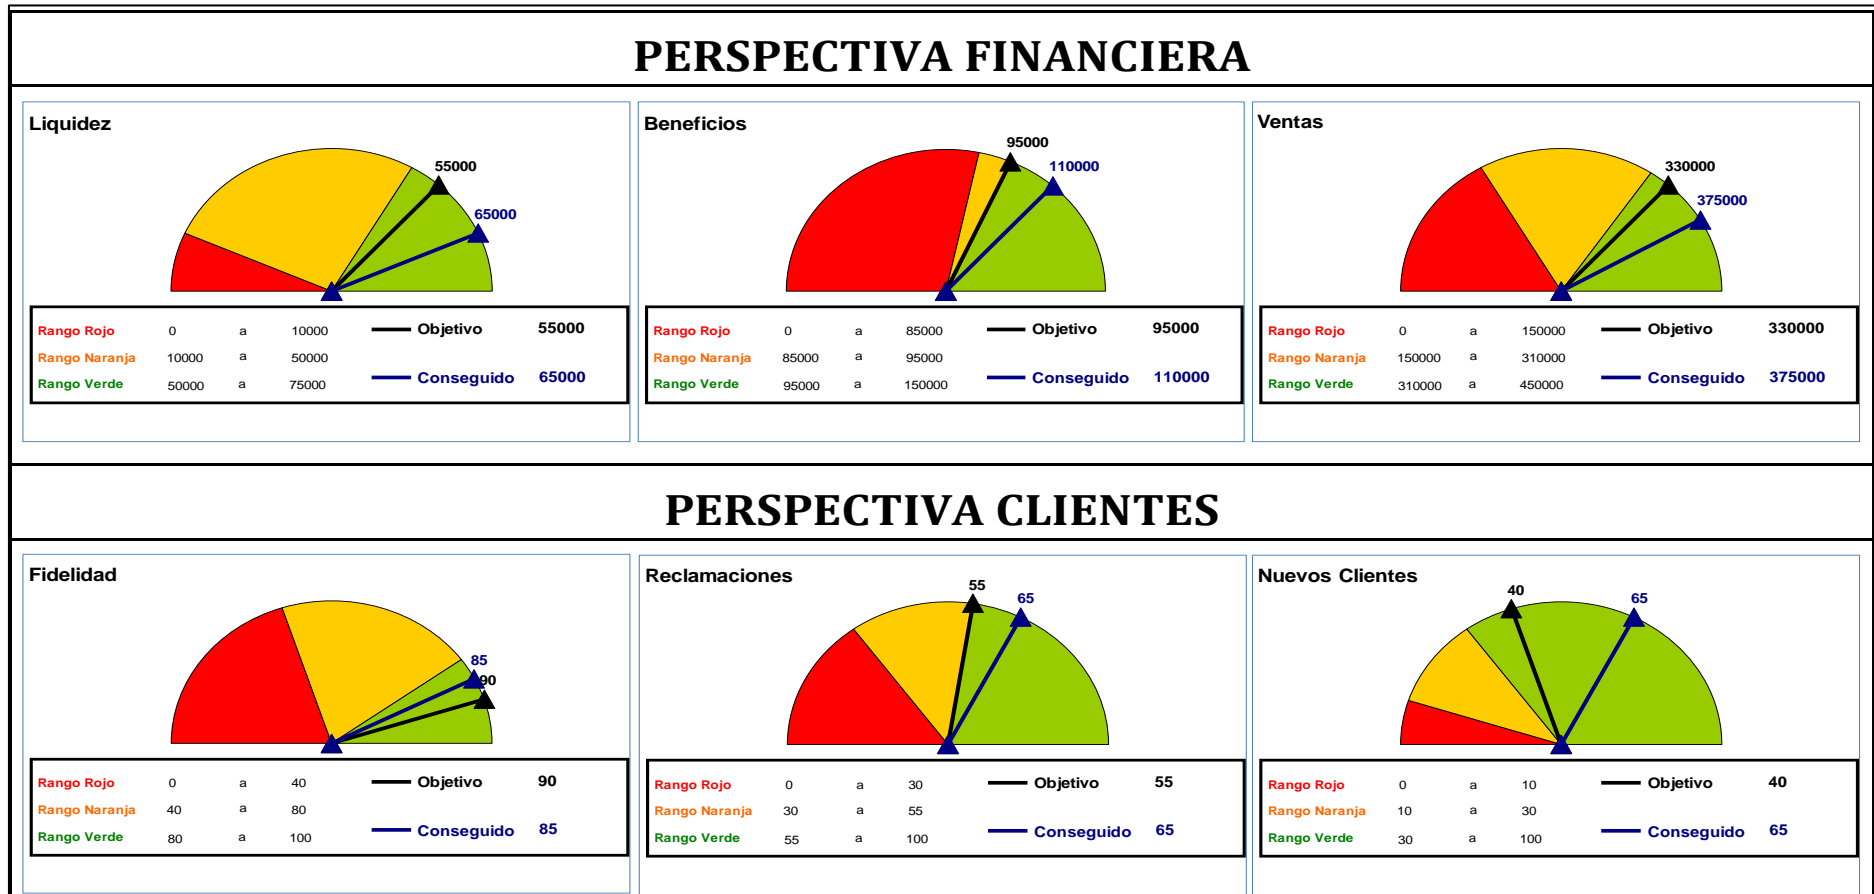 PERSPECTIVA FINANCIERA
Liquidez
55000
65000
Rango Rojo 0 a 10000 Objetivo 55000
Rango Naranja 10000 a 50000
Rango Verde 50000 a 75000 Conseguido 65000
Beneficios
95000
110000
Rango Rojo 0 a 85000 Objetivo 95000
Rango Naranja 85000 a 95000
Rango Verde 95000 a 150000 Conseguido 110000
Ventas
330000
375000
Rango Rojo 0 a 150000 Objetivo 330000
Rango Naranja 150000 a 310000
Rango Verde 310000 a 450000 Conseguido 375000
PERSPECTIVA CLIENTES
Fidelidad
85
90
Rango Rojo 0 a 40 Objetivo 90
Rango Naranja 40 a 80
Rango Verde 80 a 100 Conseguido 85
Reclamaciones
55
65
Rango Rojo 0 a 30 Objetivo 55
Rango Naranja 30 a 55
Rango Verde 55 a 100 Conseguido 65
Nuevos Clientes
40
65
Rango Rojo 0 a 10 Objetivo 40
Rango Naranja 10 a 30
Rango Verde 30 a 100 Conseguido 65